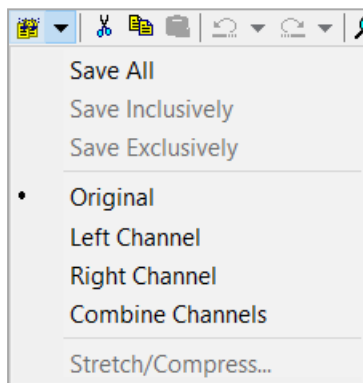 Save All
Save Inclusively
Save Exclusively
Original
Left Channel
Right Channel
Combine Channels
Stretch/Compress...